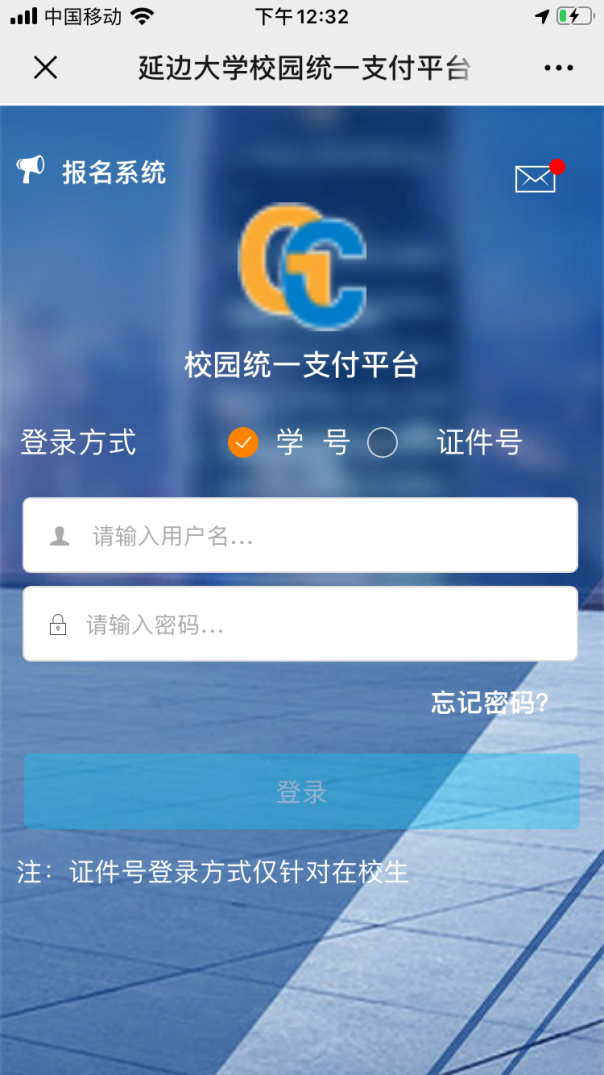 中国移动 下午12:32
延边大学校园统一支付平台
报名系统
校园统一支付平台
登录方式 学 号 证件号
请输入用户名...
请输入密码...
忘记密码?
登录
注：证件号登录方式仅针对在校生